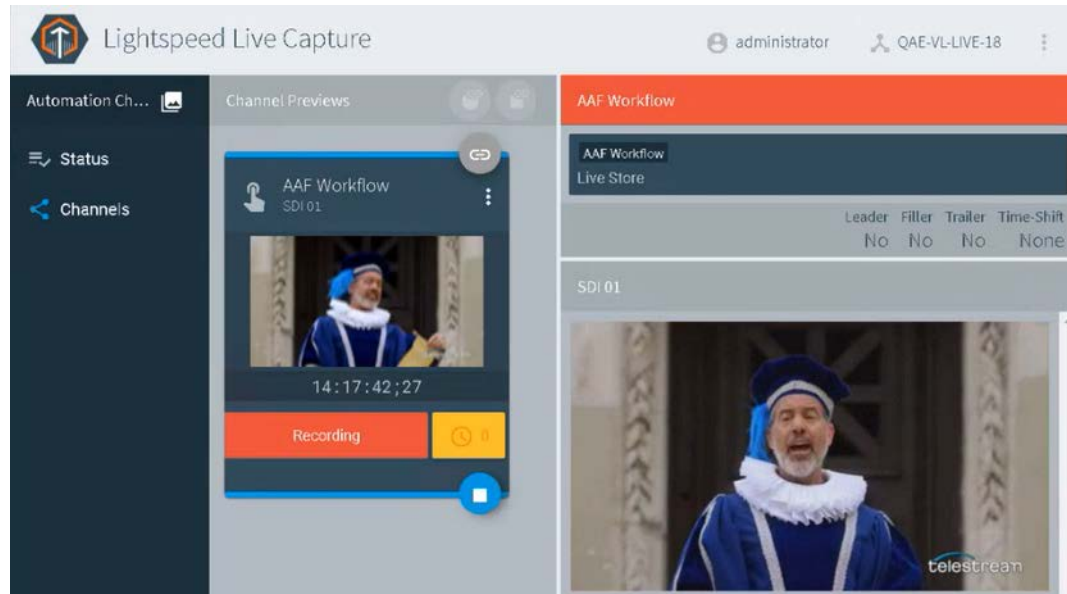 Lightspeed Live Capture
administrator
QAE-VL-LIVE-18
Automation Ch...
Status
Channels
Channel Previews
AAF Workflow
SDI 01
14:17:42;27
Recording
0
AAF Workflow
AAF Workflow
Live Store
Leader Filler Trailer Time-Shift
No No No None
SDI 01
telestream